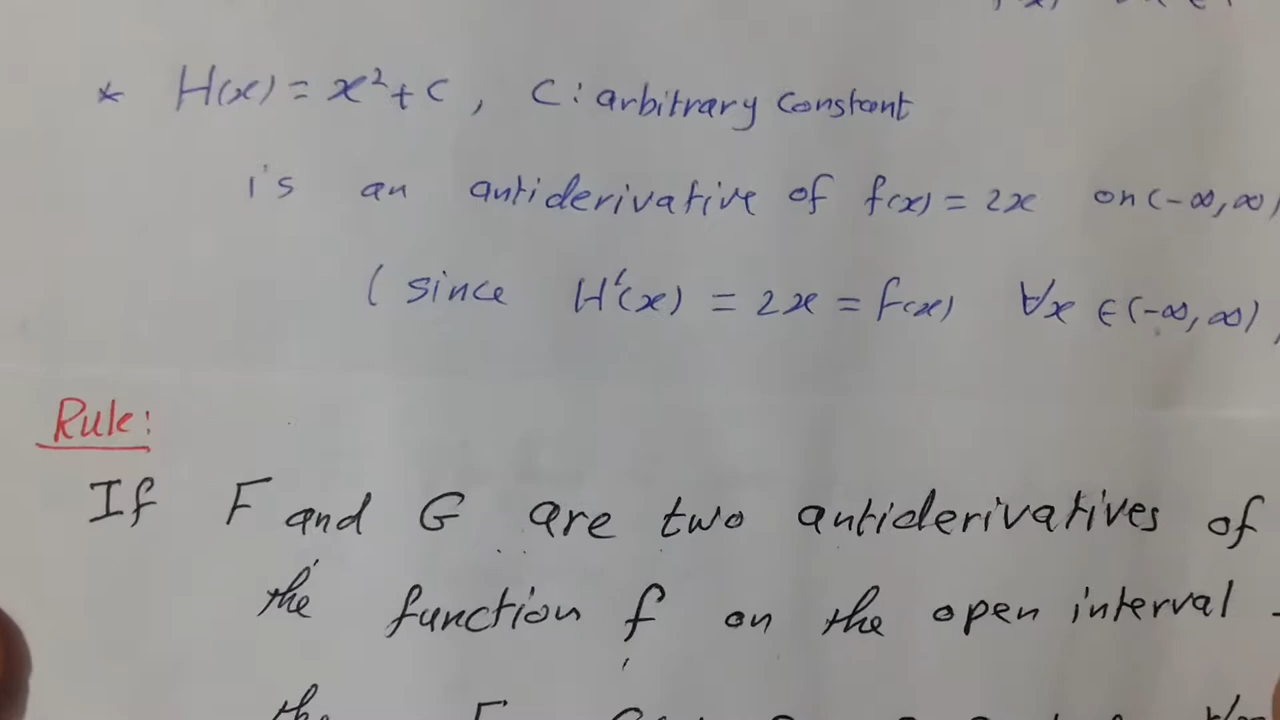 * H(x) = x²+c , C : arbitrary Constant
is an antiderivative of f(x) = 2x on (-∞, ∞)
( since H'(x) = 2x = f(x) ∀x ∈ (-∞, ∞) ,
Rule:
If F and G are two antiderivatives of
the function f on the open interval
the